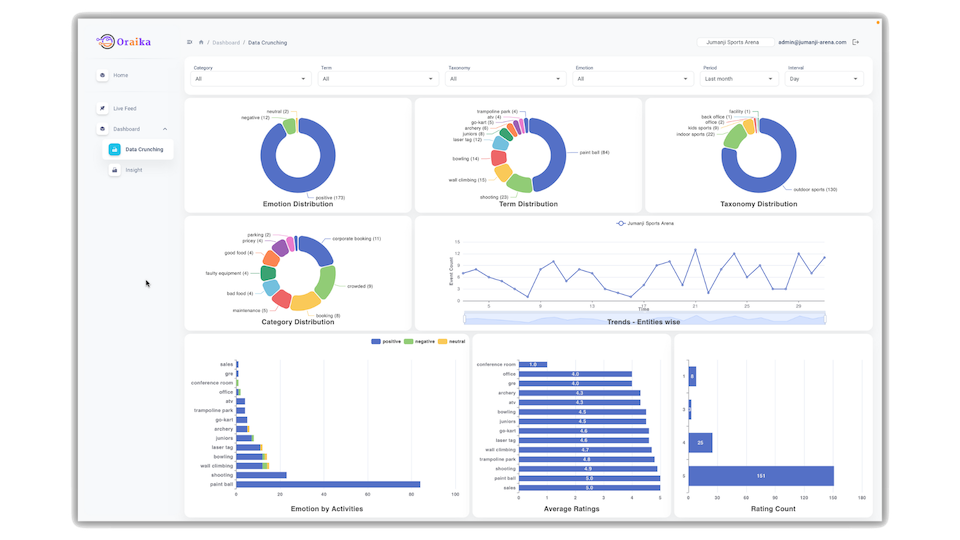 Oraika
Dashboard / Data Crunching
Jumanji Sports Arena
admin@jumanji-arena.com
Home
Live Feed
Dashboard
Data Crunching
Insight
Category
All
Term
All
Taxonomy
All
Emotion
All
Period
Last month
Interval
Day
neutral (2)
negative (12)
positive (173)
Emotion Distribution
trampoline park (4)
atv (4)
go-kart (5)
archery (6)
juniors (8)
laser tag (12)
bowling (14)
wall climbing (15)
shooting (23)
paint ball (84)
Term Distribution
facility (1)
back office (1)
office (2)
kids sports (9)
indoor sports (22)
outdoor sports (130)
Taxonomy Distribution
parking (2)
pricey (4)
good food (4)
faulty equipment (4)
bad food (4)
maintenance (5)
booking (8)
crowded (9)
corporate booking (11)
Category Distribution
Jumanji Sports Arena
Event Count
15
12
9
6
3
0
5
9
13
17
21
25
29
Time
Trends - Entities wise
positive
negative
neutral
sales
gre
conference room
office
atv
trampoline park
go-kart
archery
juniors
laser tag
bowling
wall climbing
shooting
paint ball
0 20 40 60 80 100
Emotion by Activities
conference room 1.0
office 4.0
gre 4.0
archery 4.3
atv 4.3
bowling 4.5
juniors 4.5
go-kart 4.6
laser tag 4.6
wall climbing 4.7
trampoline park 4.8
shooting 4.9
paint ball 5.0
sales 5.0
0 1 2 3 4 5
Average Ratings
1 8
3
4 25
5 151
0 30 60 90 120 150 180
Rating Count